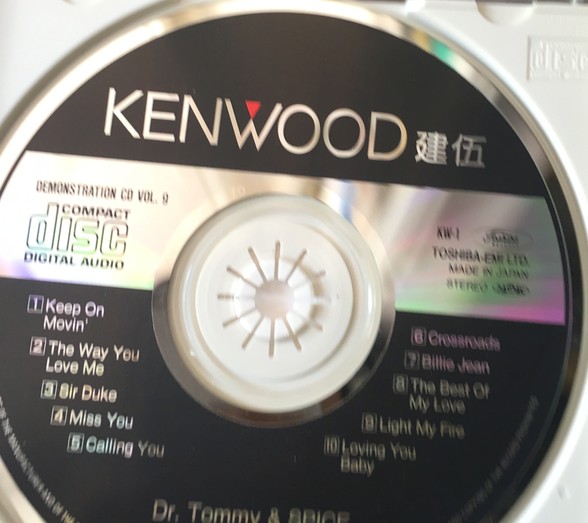 KENWOOD 建伍
DEMONSTRATION CD VOL. 9
COMPACT
disc
DIGITAL AUDIO
KW-1
TOSHIBA-EMI LTD.
MADE IN JAPAN
STEREO
1 Keep On
Movin'
2 The Way You
Love Me
3 Sir Duke
4 Miss You
5 Calling You
6 Crossroads
7 Billie Jean
8 The Best Of
My Love
9 Light My Fire
10 Loving You
Baby
Dr. Tommy & SPICE
disc